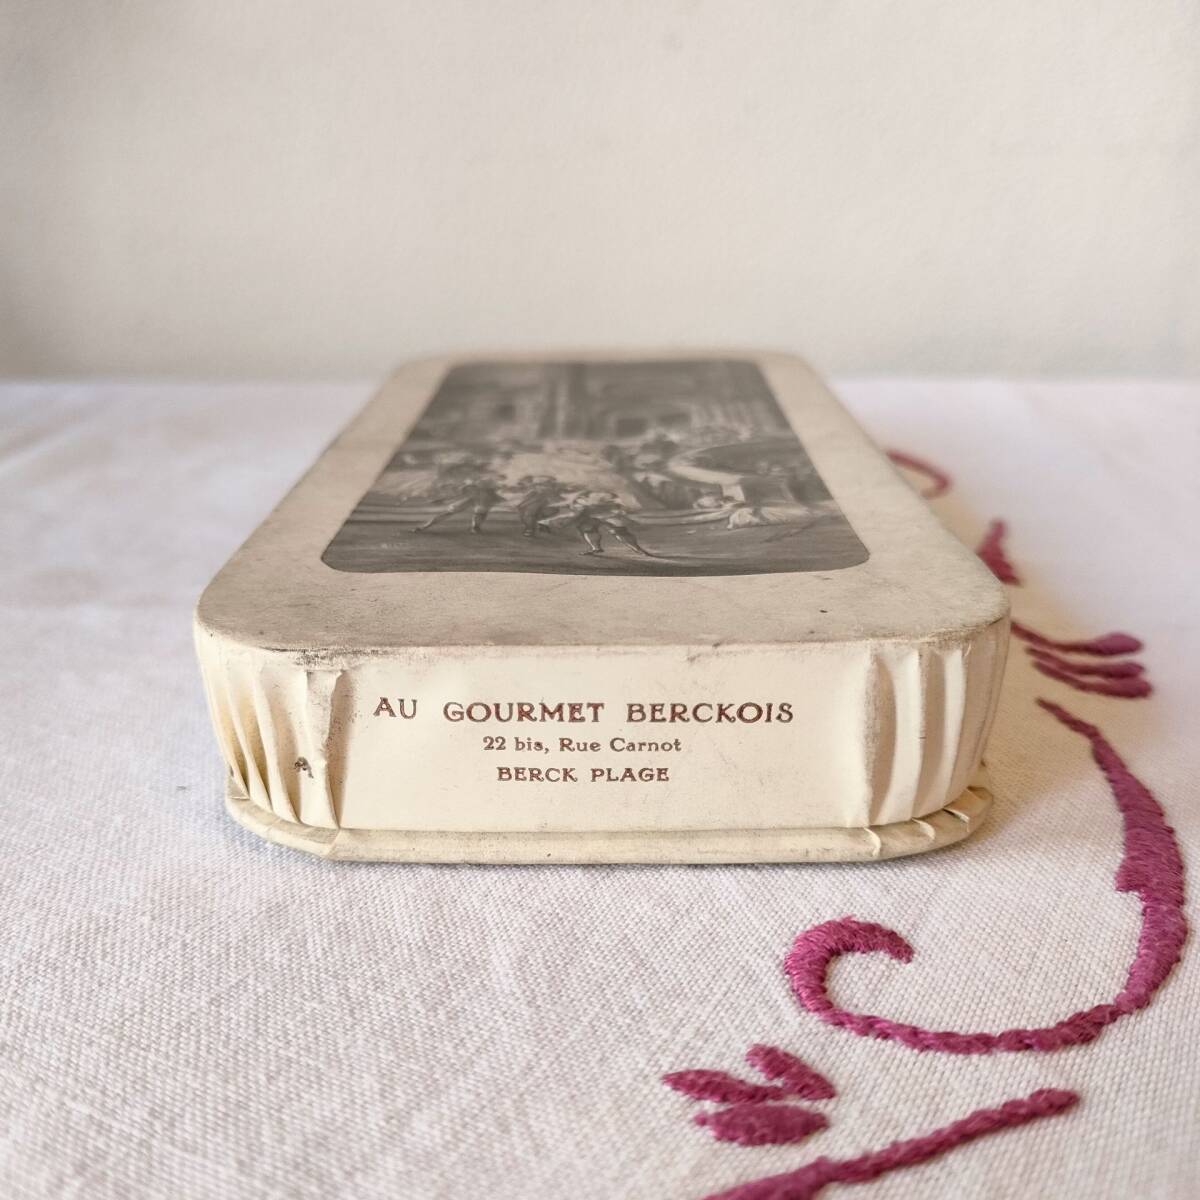 AU GOURMET BERCKOIS
22 bis, Rue Carnot
BERCK PLAGE